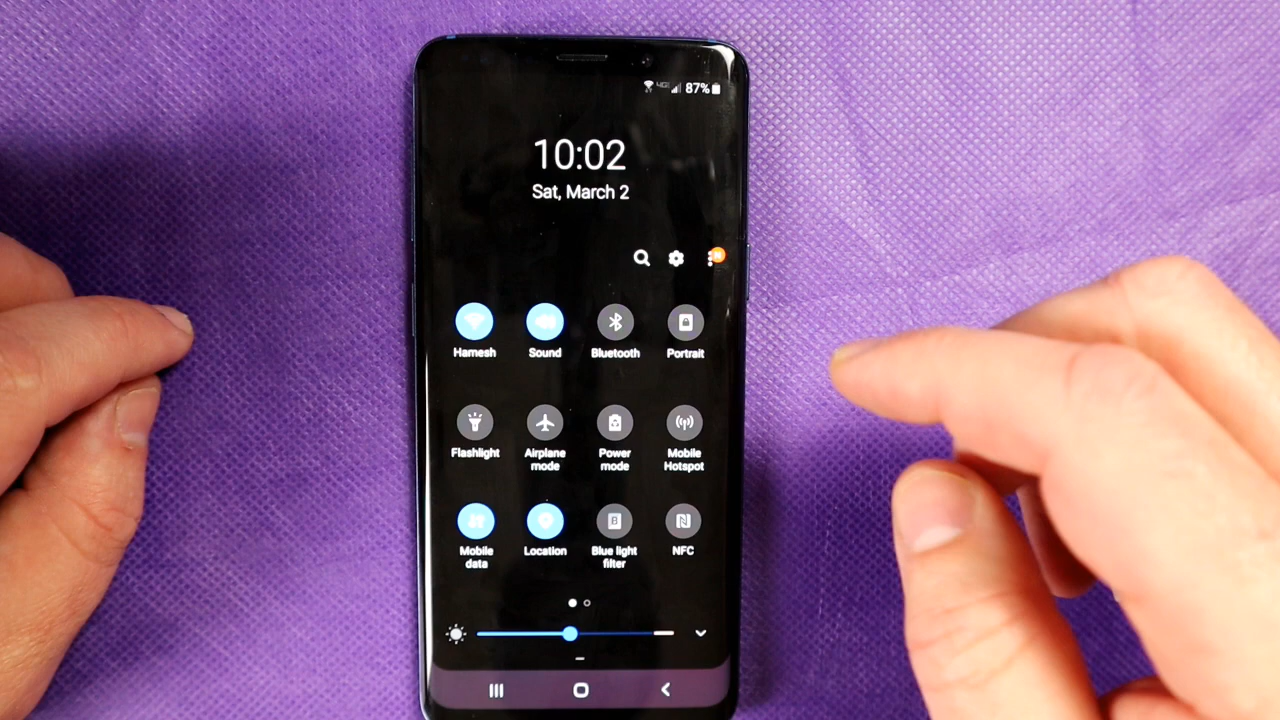 87%
10:02
Sat, March 2
Hamesh Sound Bluetooth Portrait
Flashlight Airplane mode Power mode Mobile Hotspot
Mobile data Location Blue light filter NFC